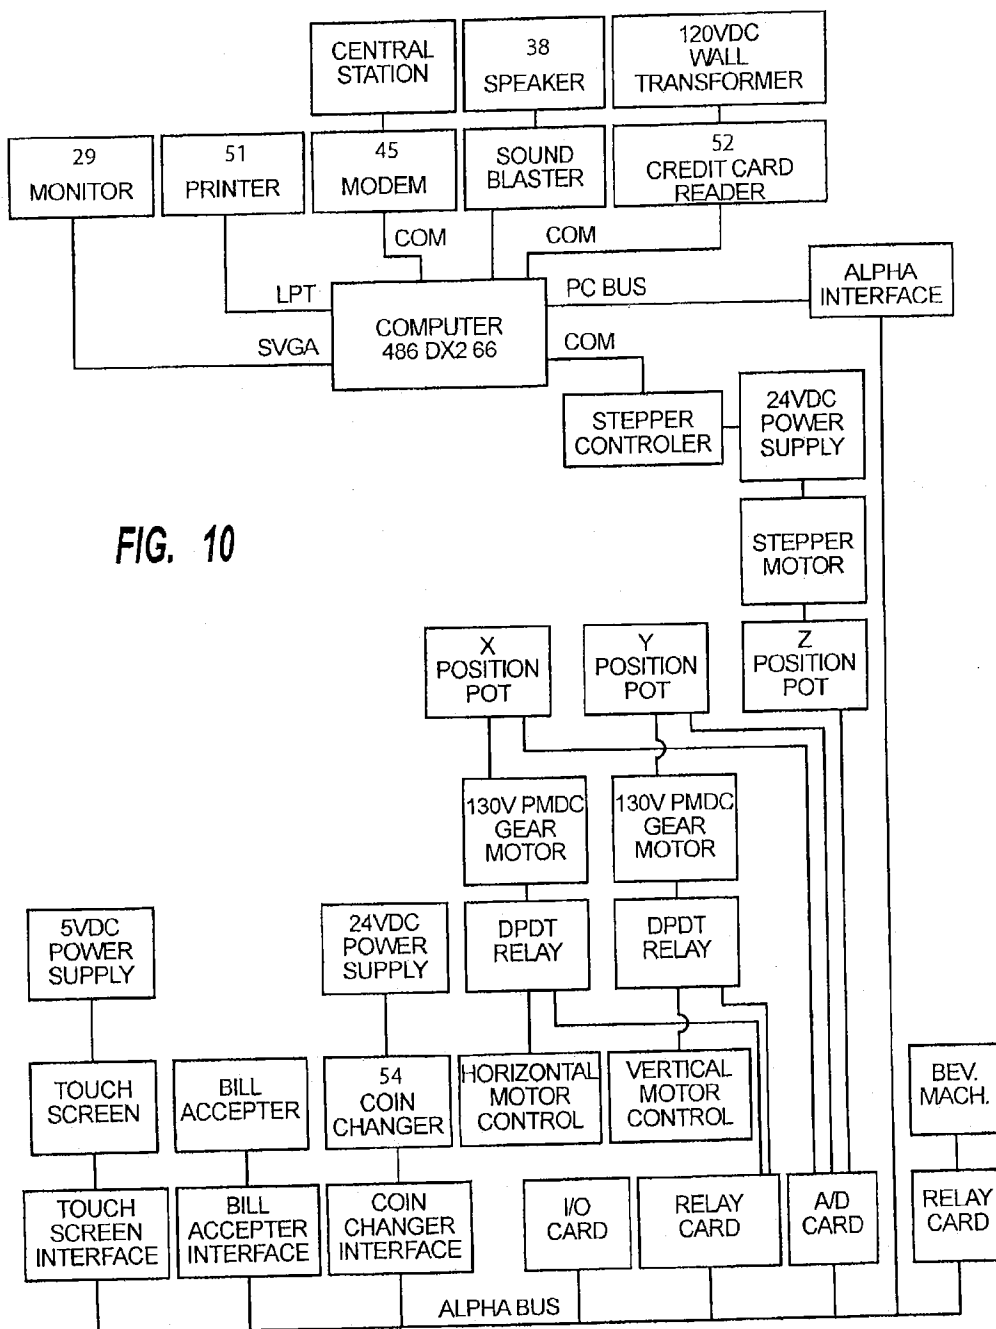 CENTRAL
STATION
38
SPEAKER
120VDC
WALL
TRANSFORMER
29
MONITOR
51
PRINTER
45
MODEM
SOUND
BLASTER
52
CREDIT CARD
READER
COM
COM
LPT
PC BUS
ALPHA
INTERFACE
SVGA
COMPUTER
486 DX2 66
COM
STEPPER
CONTROLER
24VDC
POWER
SUPPLY
FIG. 10
STEPPER
MOTOR
X
POSITION
POT
Y
POSITION
POT
Z
POSITION
POT
130V PMDC
GEAR
MOTOR
130V PMDC
GEAR
MOTOR
5VDC
POWER
SUPPLY
24VDC
POWER
SUPPLY
DPDT
RELAY
DPDT
RELAY
TOUCH
SCREEN
BILL
ACCEPTER
54
COIN
CHANGER
HORIZONTAL
MOTOR
CONTROL
VERTICAL
MOTOR
CONTROL
BEV.
MACH.
TOUCH
SCREEN
INTERFACE
BILL
ACCEPTER
INTERFACE
COIN
CHANGER
INTERFACE
I/O
CARD
RELAY
CARD
A/D
CARD
RELAY
CARD
ALPHA BUS